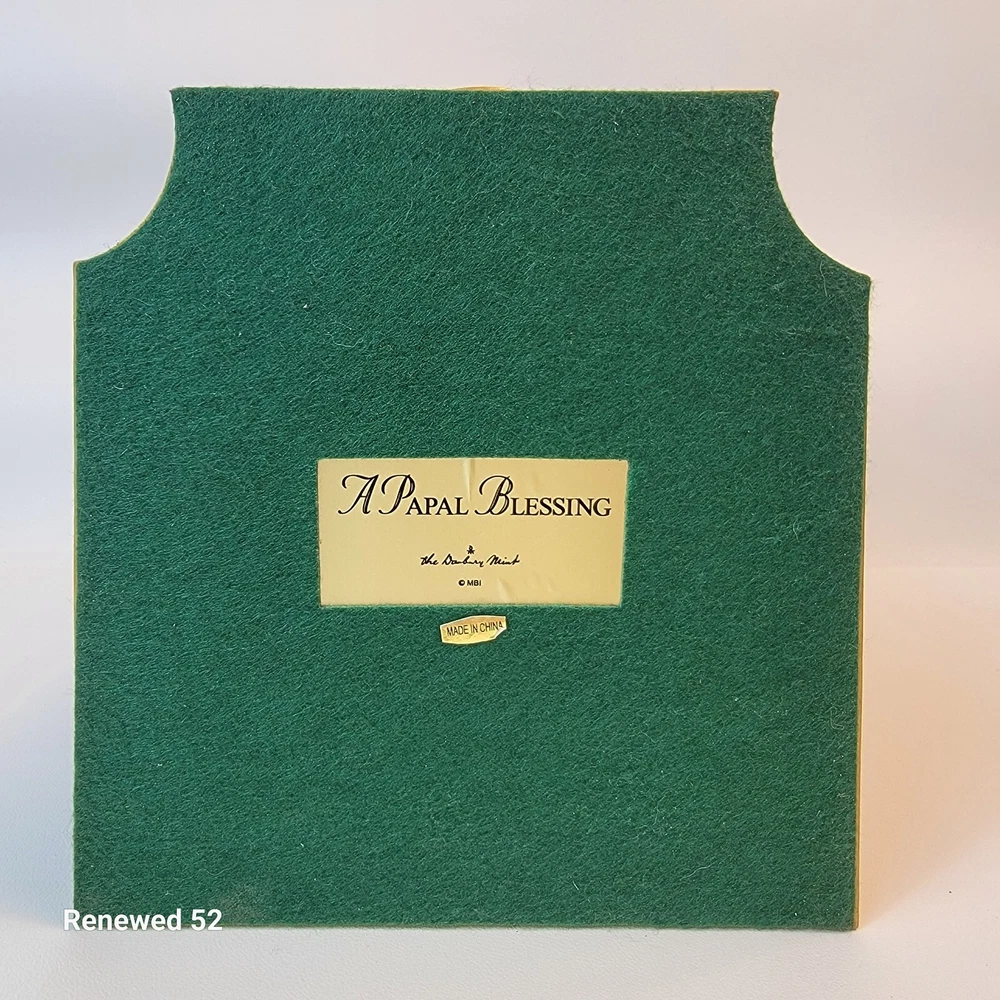 A PAPAL BLESSING
the Danbury Mint
© MBI
MADE IN CHINA
Renewed 52